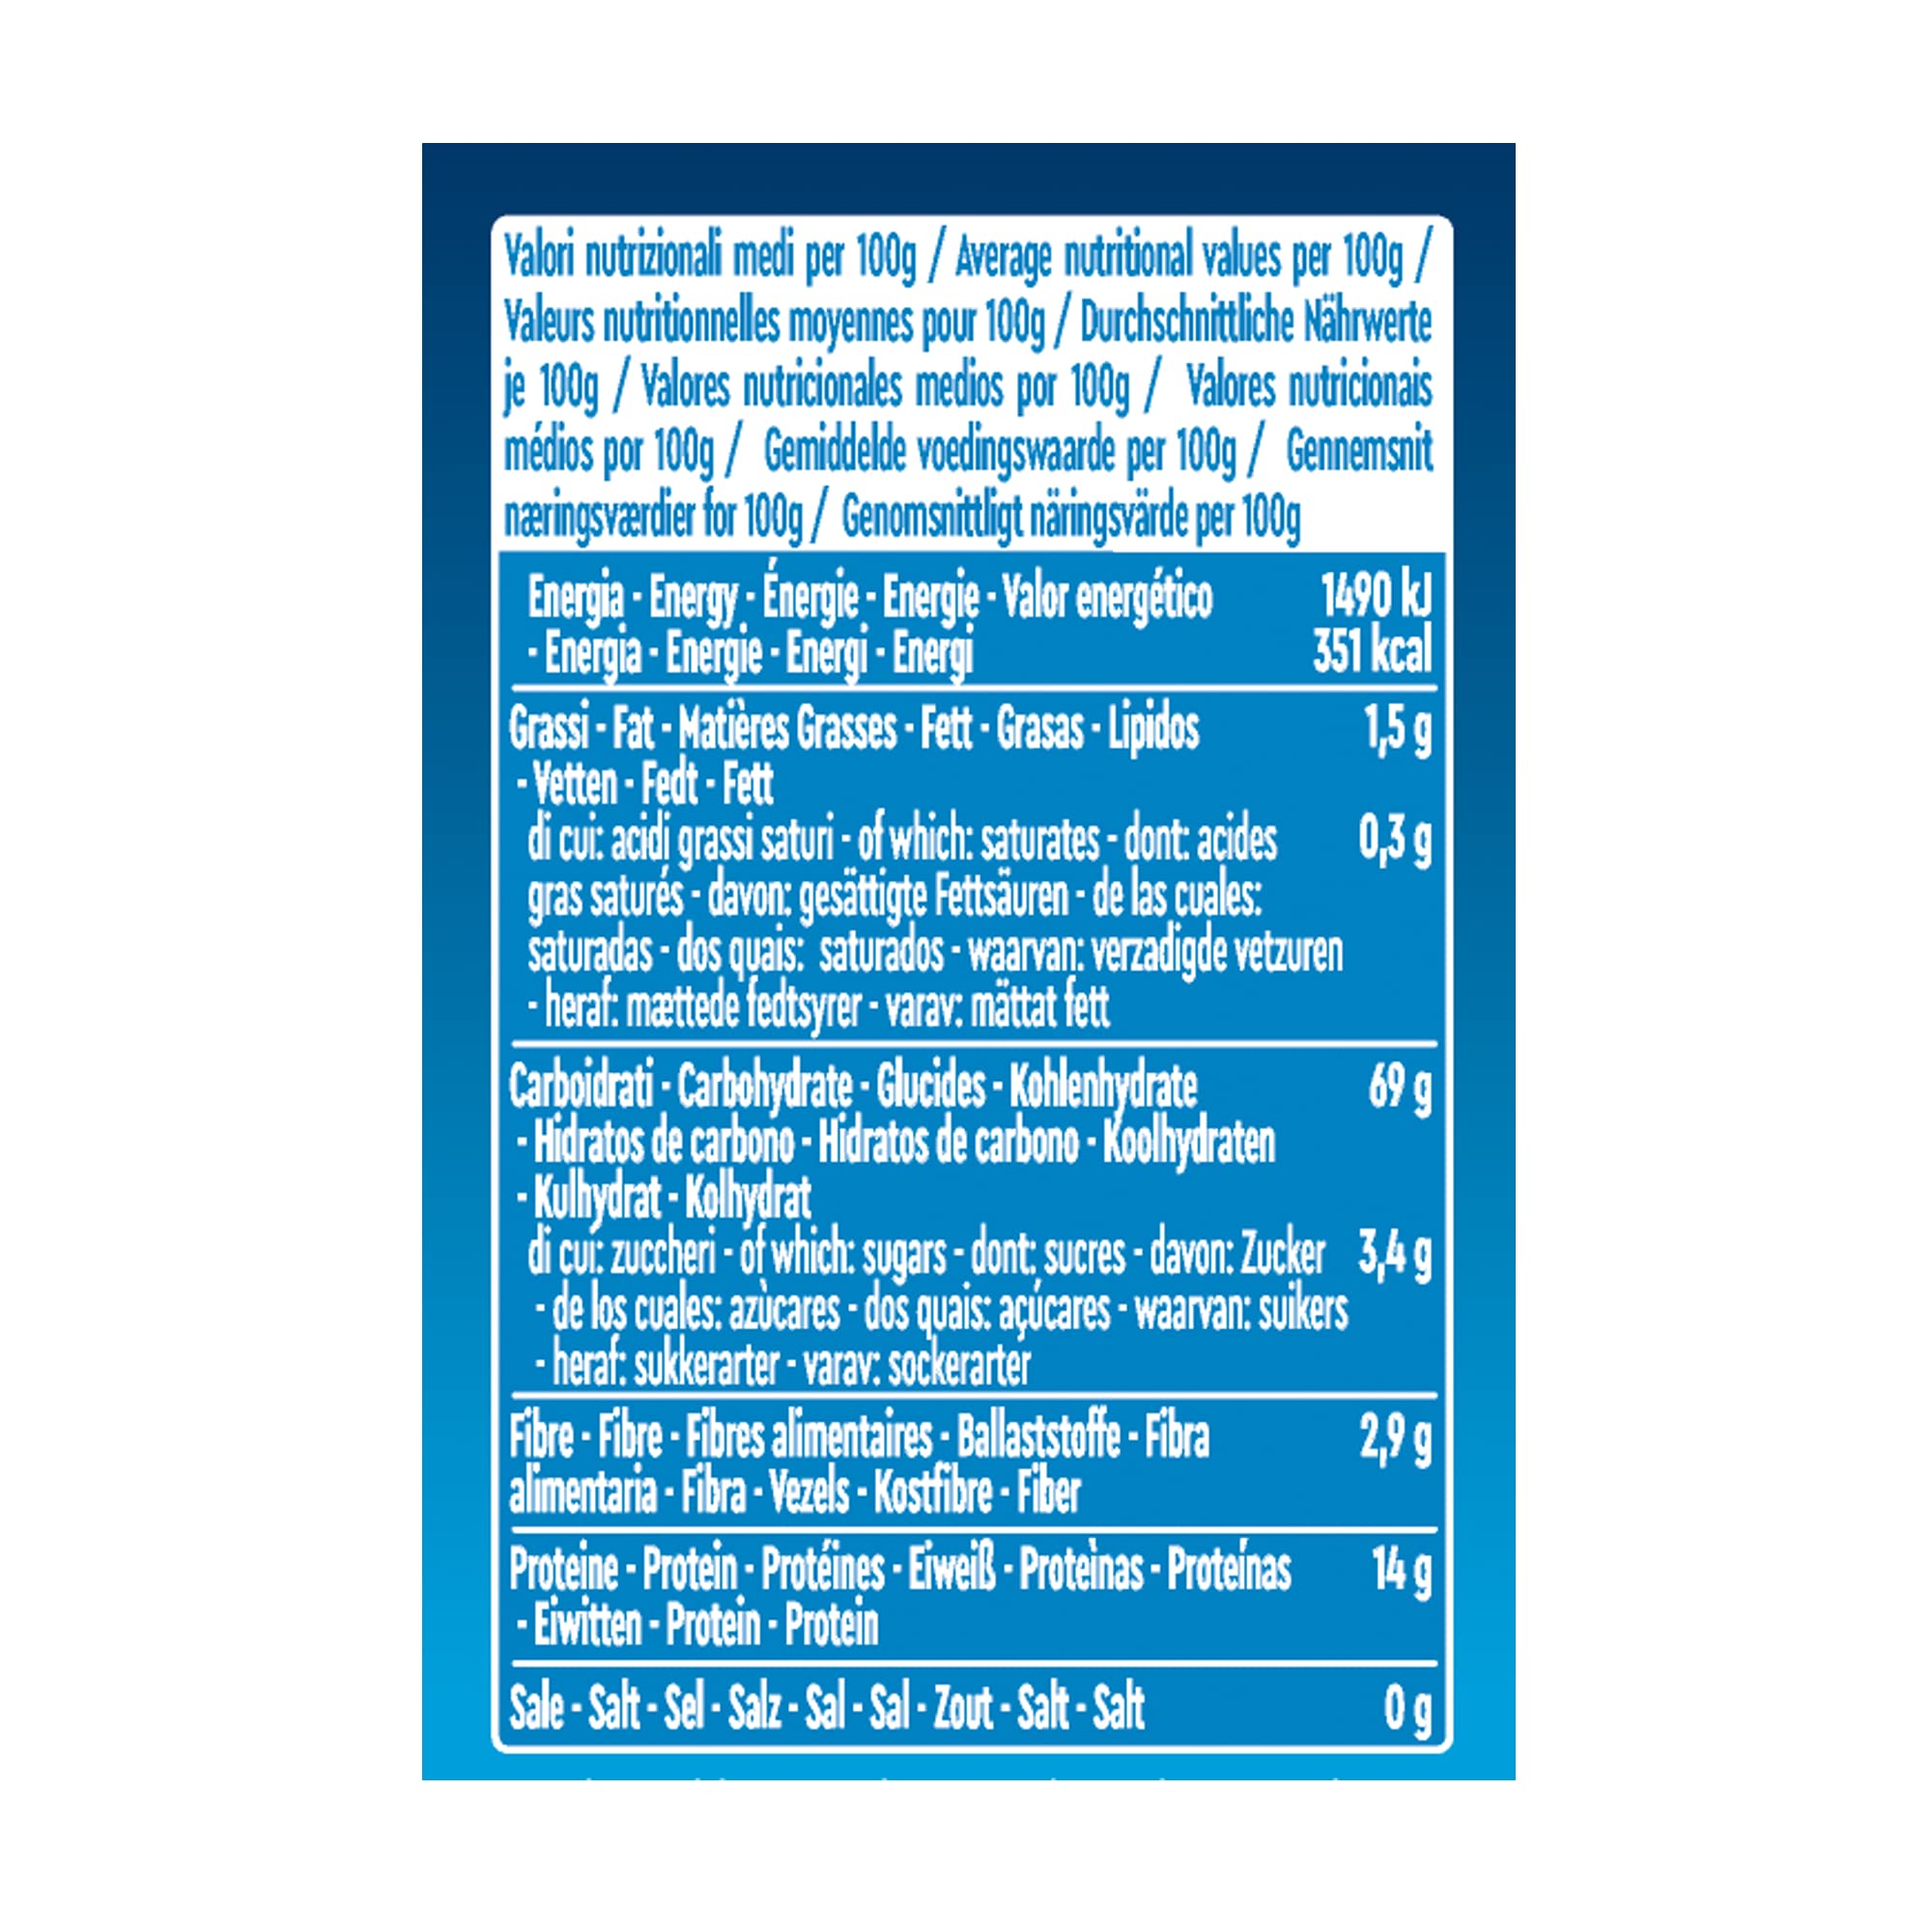 Valori nutrizionali medi per 100g / Average nutritional values per 100g /
Valeurs nutritionnelles moyennes pour 100g / Durchschnittliche Nährwerte
je 100g / Valores nutricionales medios por 100g / Valores nutricionais
médios por 100g / Gemiddelde voedingswaarde per 100g / Gennemsnit
næringsværdier for 100g / Genomsnittligt näringsvärde per 100g
Energia - Energy - Énergie - Energie - Valor energético 1490 kJ
- Energia - Energie - Energi - Energi 351 kcal
Grassi - Fat - Matières Grasses - Fett - Grasas - Lipidos 1,5 g
- Vetten - Fedt - Fett
di cui: acidi grassi saturi - of which: saturates - dont: acides 0,3 g
gras saturés - davon: gesättigte Fettsäuren - de las cuales:
saturadas - dos quais: saturados - waarvan: verzadigde vetzuren
- heraf: mættede fedtsyrer - varav: mättat fett
Carboidrati - Carbohydrate - Glucides - Kohlenhydrate 69 g
- Hidratos de carbono - Hidratos de carbono - Koolhydraten
- Kulhydrat - Kolhydrat
di cui: zuccheri - of which: sugars - dont: sucres - davon: Zucker 3,4 g
- de los cuales: azùcares - dos quais: açúcares - waarvan: suikers
- heraf: sukkerarter - varav: sockerarter
Fibre - Fibre - Fibres alimentaires - Ballaststoffe - Fibra 2,9 g
alimentaria - Fibra - Vezels - Kostfibre - Fiber
Proteine - Protein - Protéines - Eiweiß - Proteìnas - Proteínas 14 g
- Eiwitten - Protein - Protein
Sale - Salt - Sel - Salz - Sal - Sal - Zout - Salt - Salt 0 g